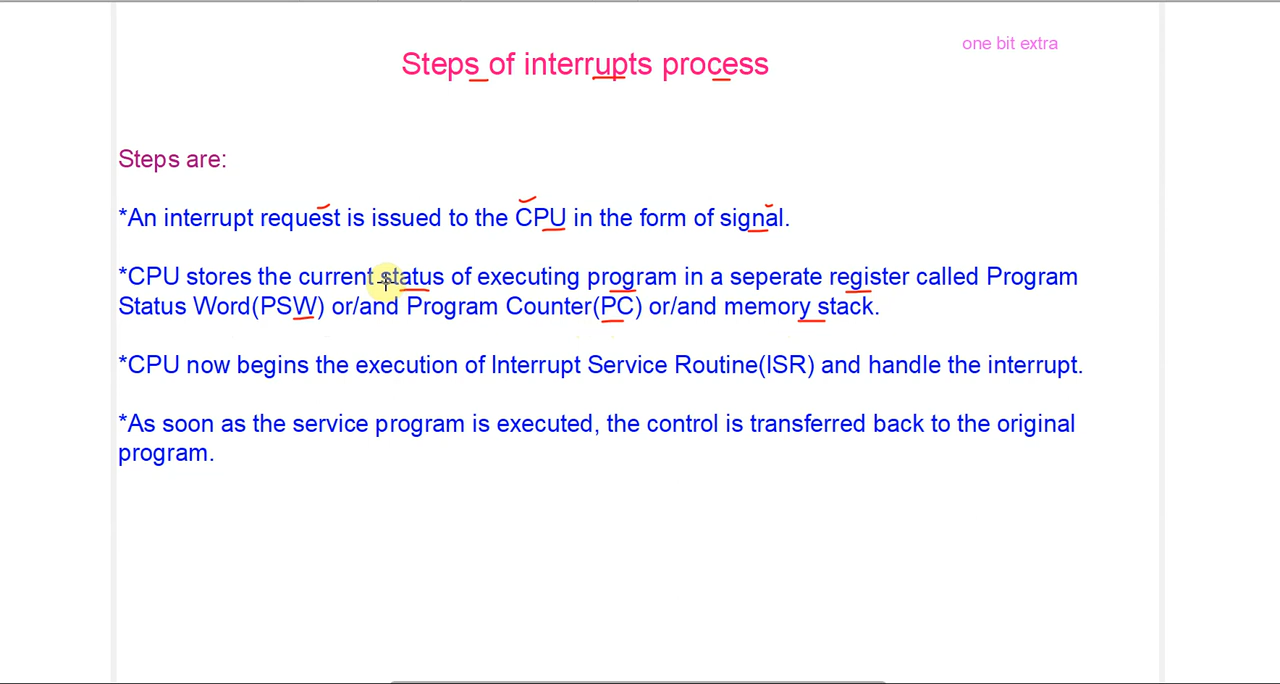 one bit extra
Steps of interrupts process
Steps are:
*An interrupt request is issued to the CPU in the form of signal.
*CPU stores the current status of executing program in a seperate register called Program
Status Word(PSW) or/and Program Counter(PC) or/and memory stack.
*CPU now begins the execution of Interrupt Service Routine(ISR) and handle the interrupt.
*As soon as the service program is executed, the control is transferred back to the original
program.